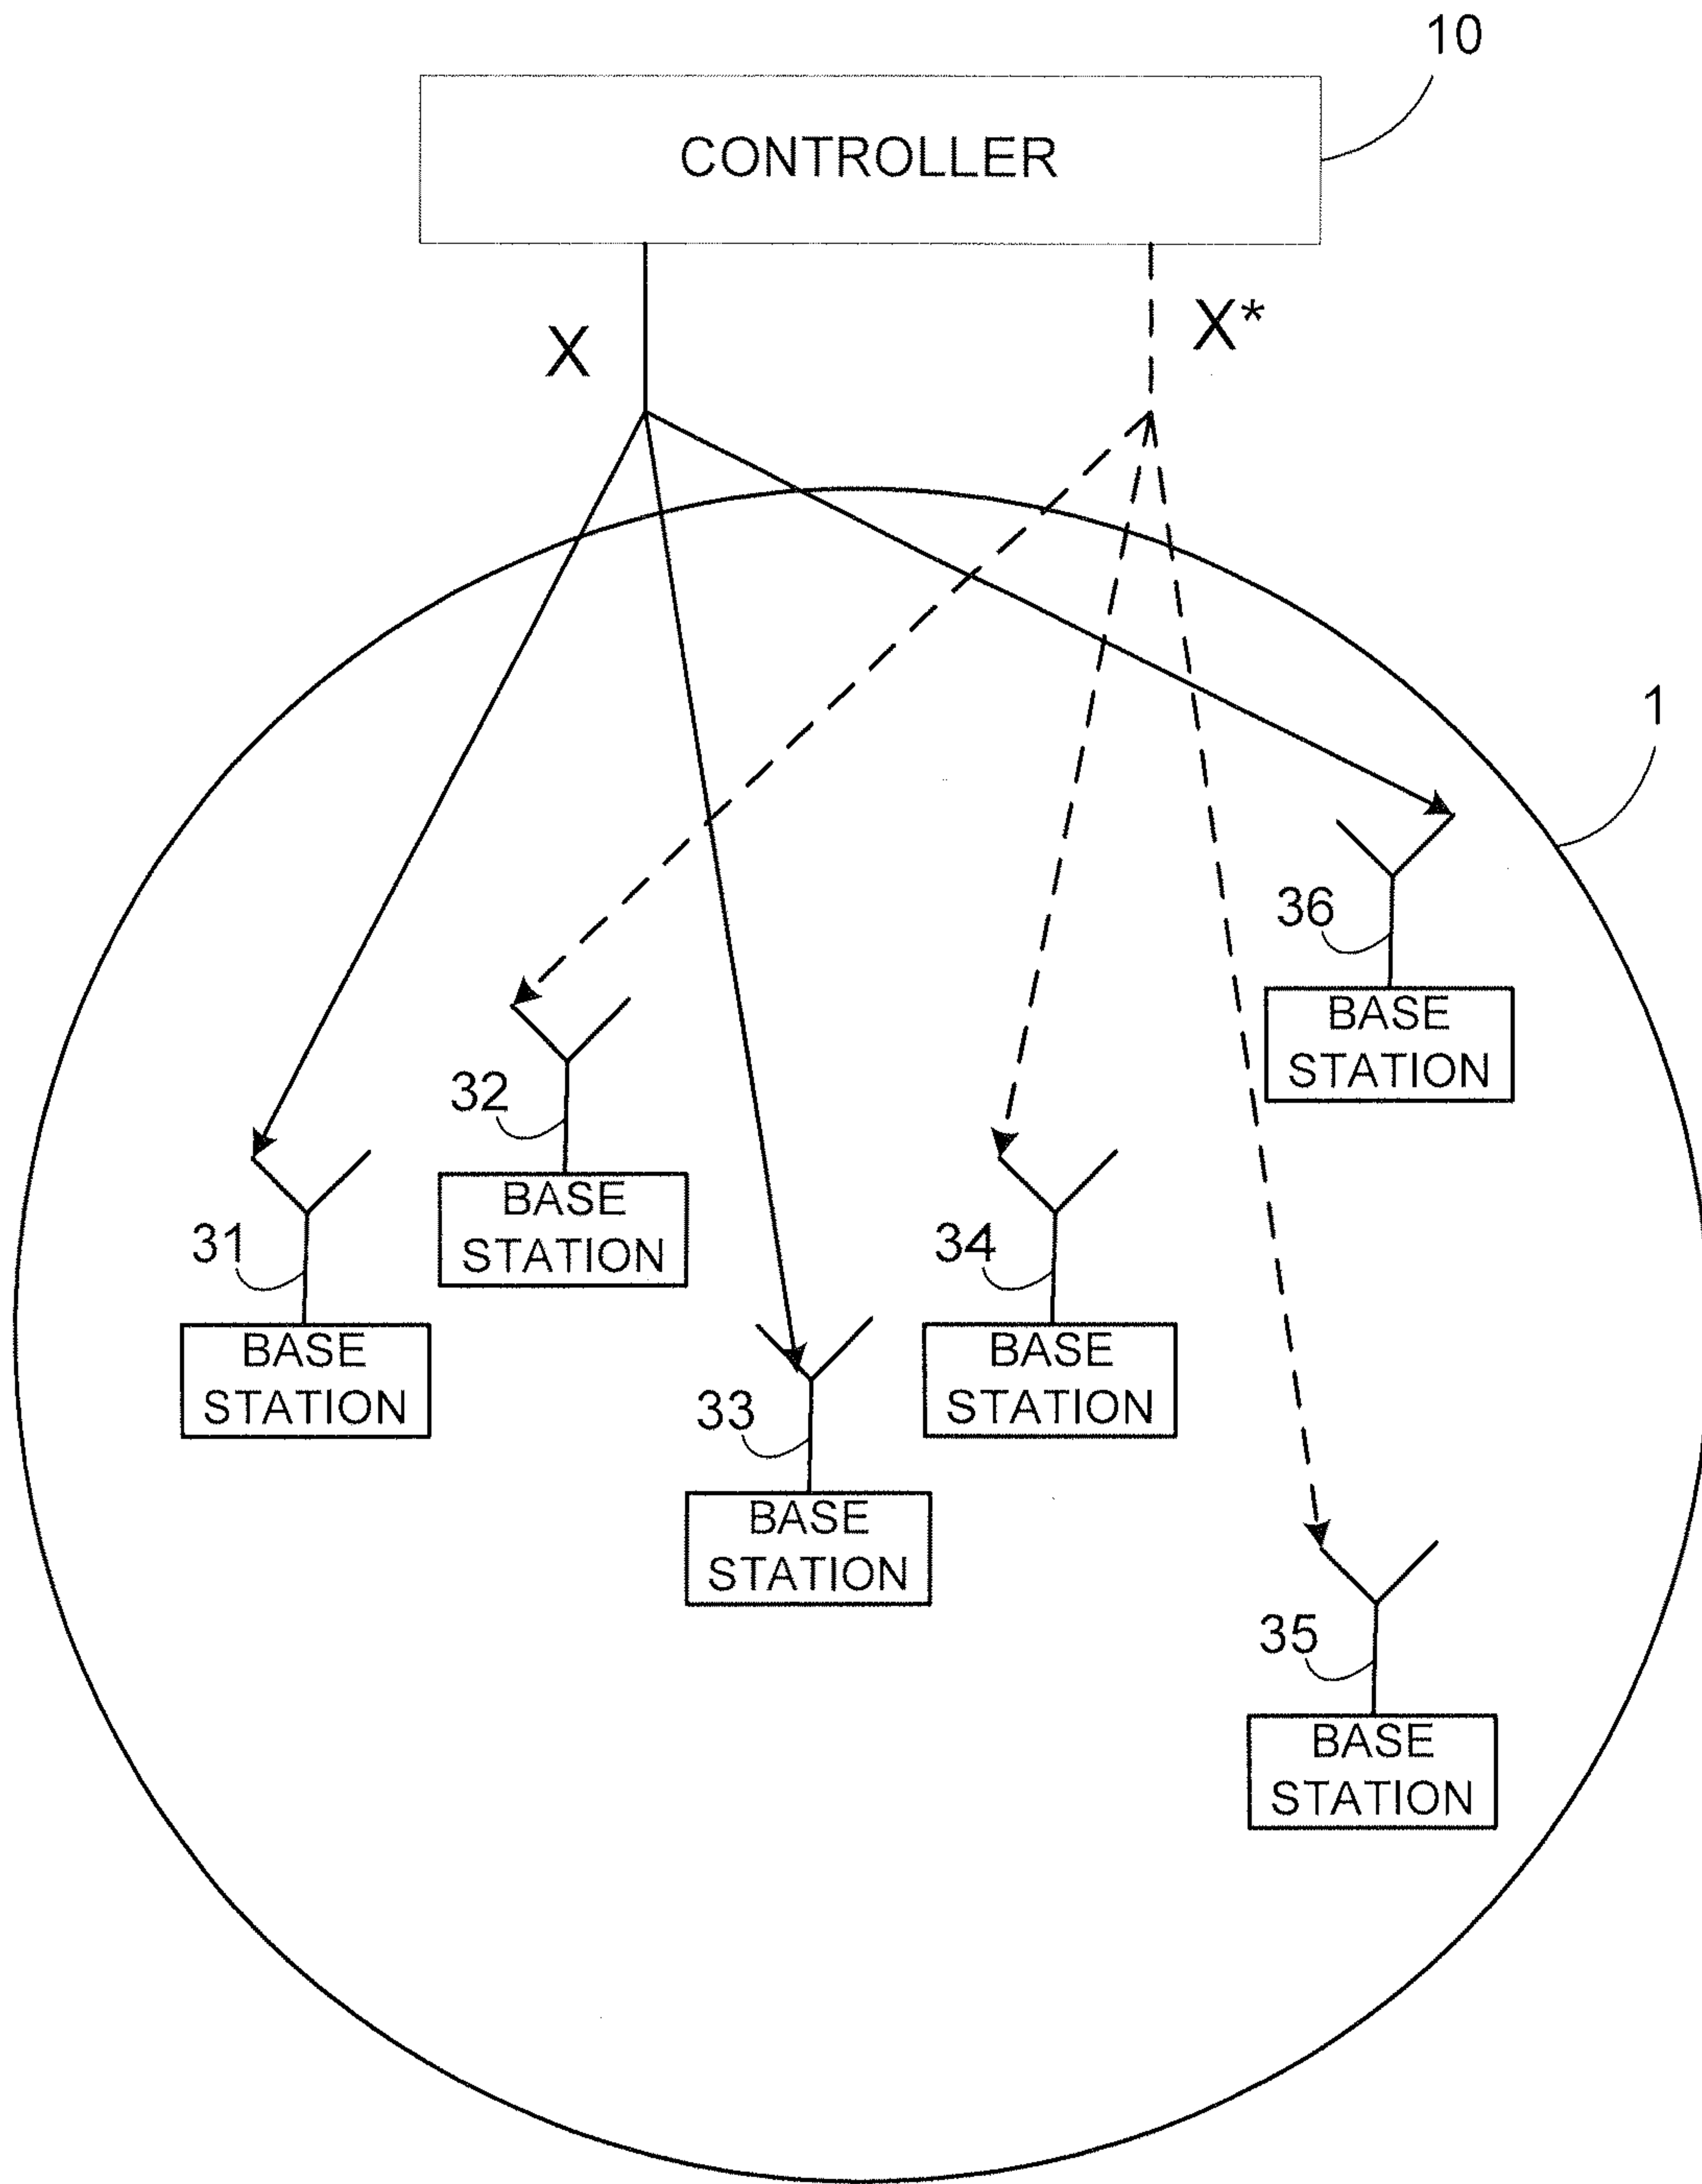 10
CONTROLLER
X
X*
1
36
BASE
STATION
32
BASE
STATION
31
BASE
STATION
34
BASE
STATION
33
BASE
STATION
35
BASE
STATION